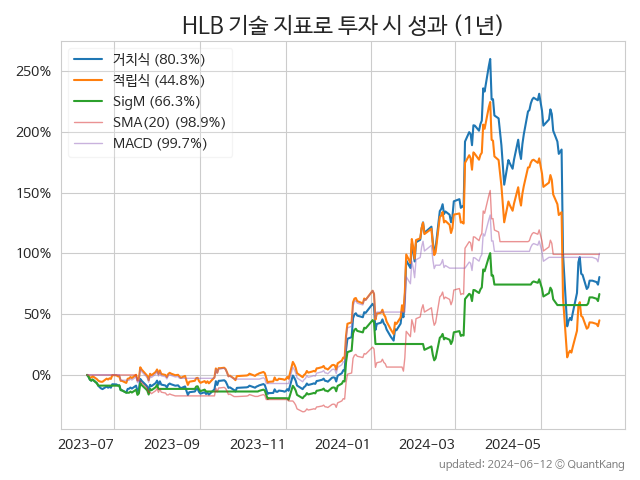 HLB 기술 지표로 투자 시 성과 (1년)
거치식 (80.3%)
적립식 (44.8%)
SigM (66.3%)
SMA(20) (98.9%)
MACD (99.7%)
250%
200%
150%
100%
50%
0%
2023-07 2023-09 2023-11 2024-01 2024-03 2024-05
updated: 2024-06-12 © QuantKang